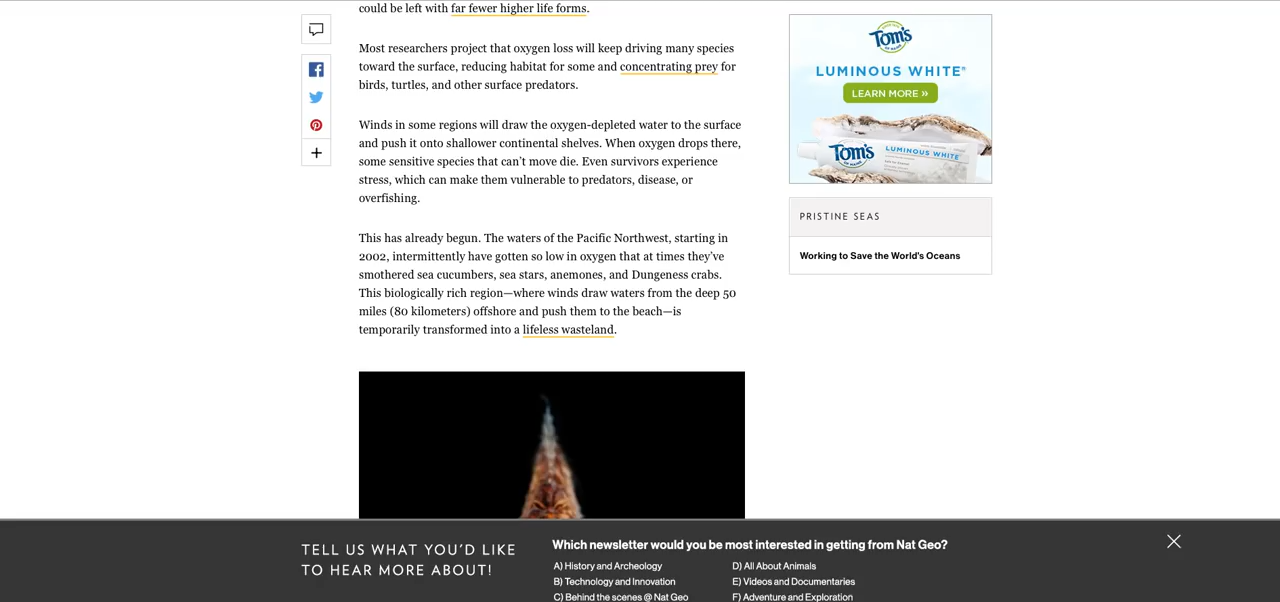 could be left with far fewer higher life forms.
Most researchers project that oxygen loss will keep driving many species
toward the surface, reducing habitat for some and concentrating prey for
birds, turtles, and other surface predators.
Winds in some regions will draw the oxygen-depleted water to the surface
and push it onto shallower continental shelves. When oxygen drops there,
some sensitive species that can't move die. Even survivors experience
stress, which can make them vulnerable to predators, disease, or
overfishing.
This has already begun. The waters of the Pacific Northwest, starting in
2002, intermittently have gotten so low in oxygen that at times they've
smothered sea cucumbers, sea stars, anemones, and Dungeness crabs.
This biologically rich region—where winds draw waters from the deep 50
miles (80 kilometers) offshore and push them to the beach—is
temporarily transformed into a lifeless wasteland.
Tom's
OF MAINE
LUMINOUS WHITE®
LEARN MORE »
Tom's
OF MAINE
LUMINOUS WHITE
PRISTINE SEAS
Working to Save the World's Oceans
TELL US WHAT YOU'D LIKE
TO HEAR MORE ABOUT!
Which newsletter would you be most interested in getting from Nat Geo?
A) History and Archeology
B) Technology and Innovation
C) Behind the scenes @ Nat Geo
D) All About Animals
E) Videos and Documentaries
F) Adventure and Exploration